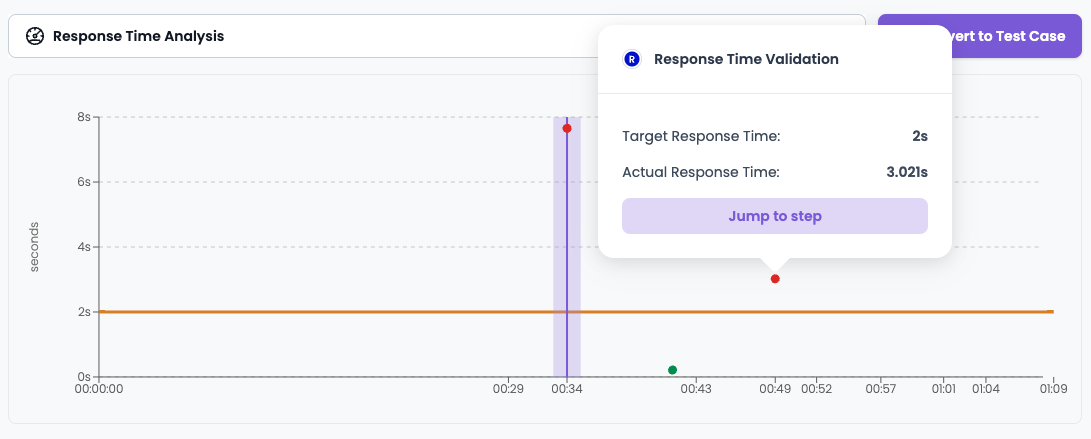 Response Time Analysis
vert to Test Case
R
Response Time Validation
Target Response Time: 2s
Actual Response Time: 3.021s
Jump to step
seconds
8s
6s
4s
2s
0s
00:00:00 00:29 00:34 00:43 00:49 00:52 00:57 01:01 01:04 01:09